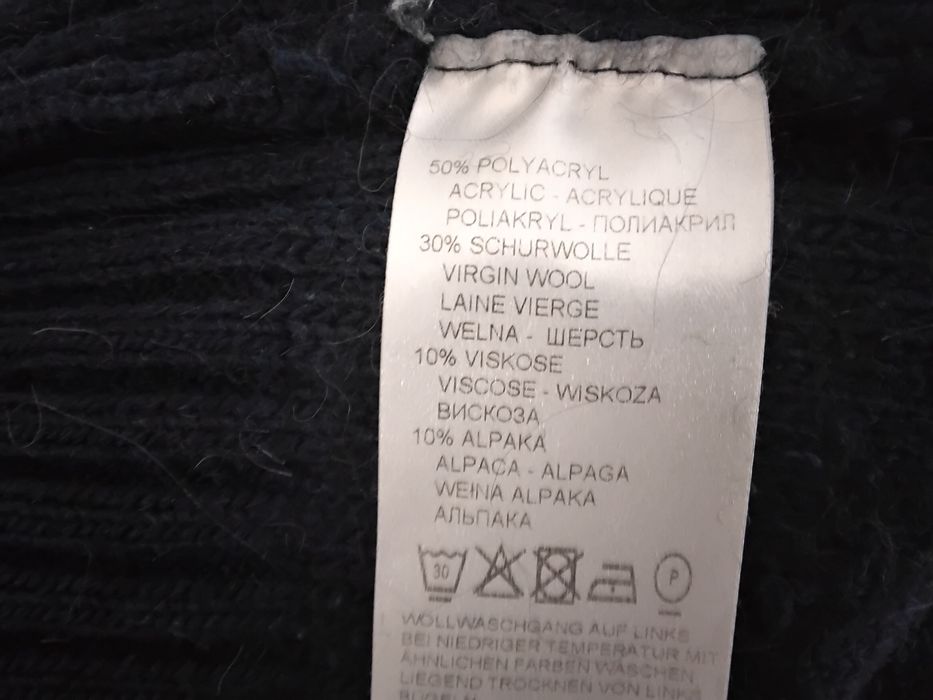 50% POLYACRYL
ACRYLIC - ACRYLIQUE
POLIAKRYL - ПОЛИАКРИЛ
30% SCHURWOLLE
VIRGIN WOOL
LAINE VIERGE
WELNA - ШЕРСТЬ
10% VISKOSE
VISCOSE - WISKOZA
ВИСКОЗА
10% ALPAKA
ALPACA - ALPAGA
WEŁNA ALPAKA
АЛЬПАКА
30 P
WOLLWASCHGANG AUF LINKS
BEI NIEDRIGER TEMPERATUR MIT
ÄHNLICHEN FARBEN WASCHEN
LIEGEND TROCKNEN VON LINKS
BÜGELN